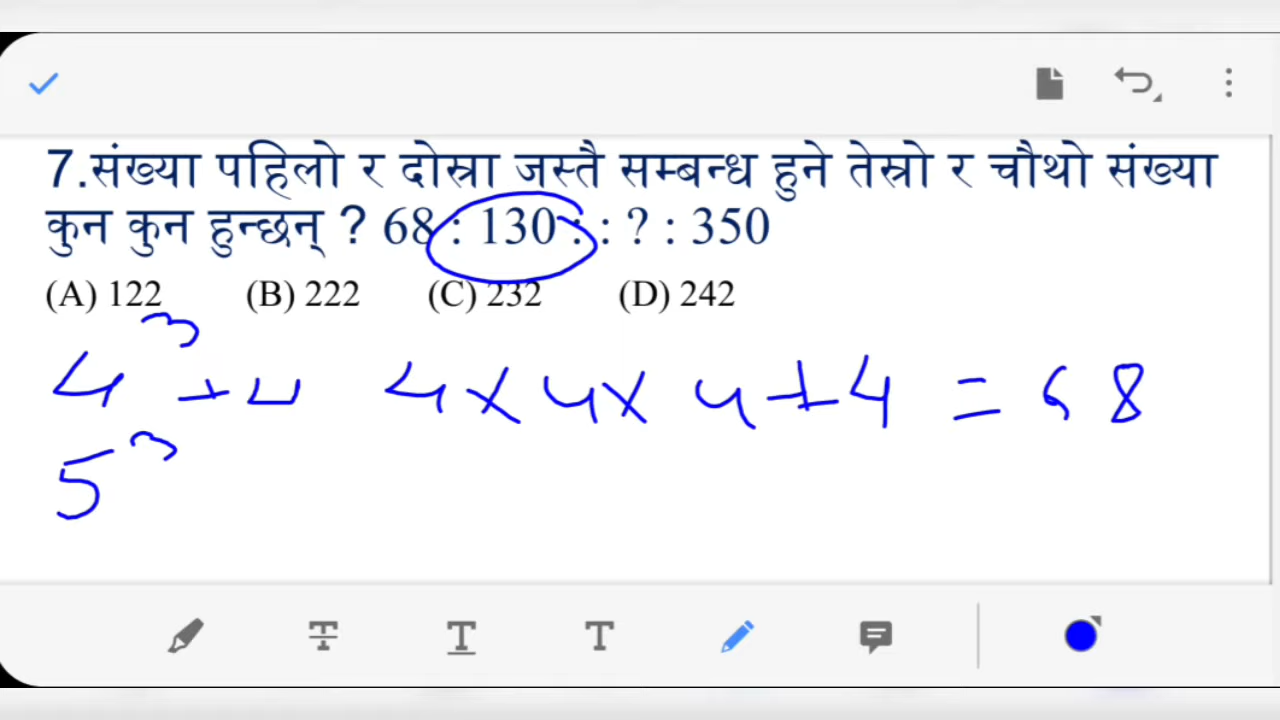 7.संख्या पहिलो र दोस्रा जस्तै सम्बन्ध हुने तेस्रो र चौथो संख्या
कुन कुन हुन्छन् ? 68 : 130 : : ? : 350
(A) 122 (B) 222 (C) 232 (D) 242
4³ + 4 4 × 4 × 4 + 4 = 68
5³